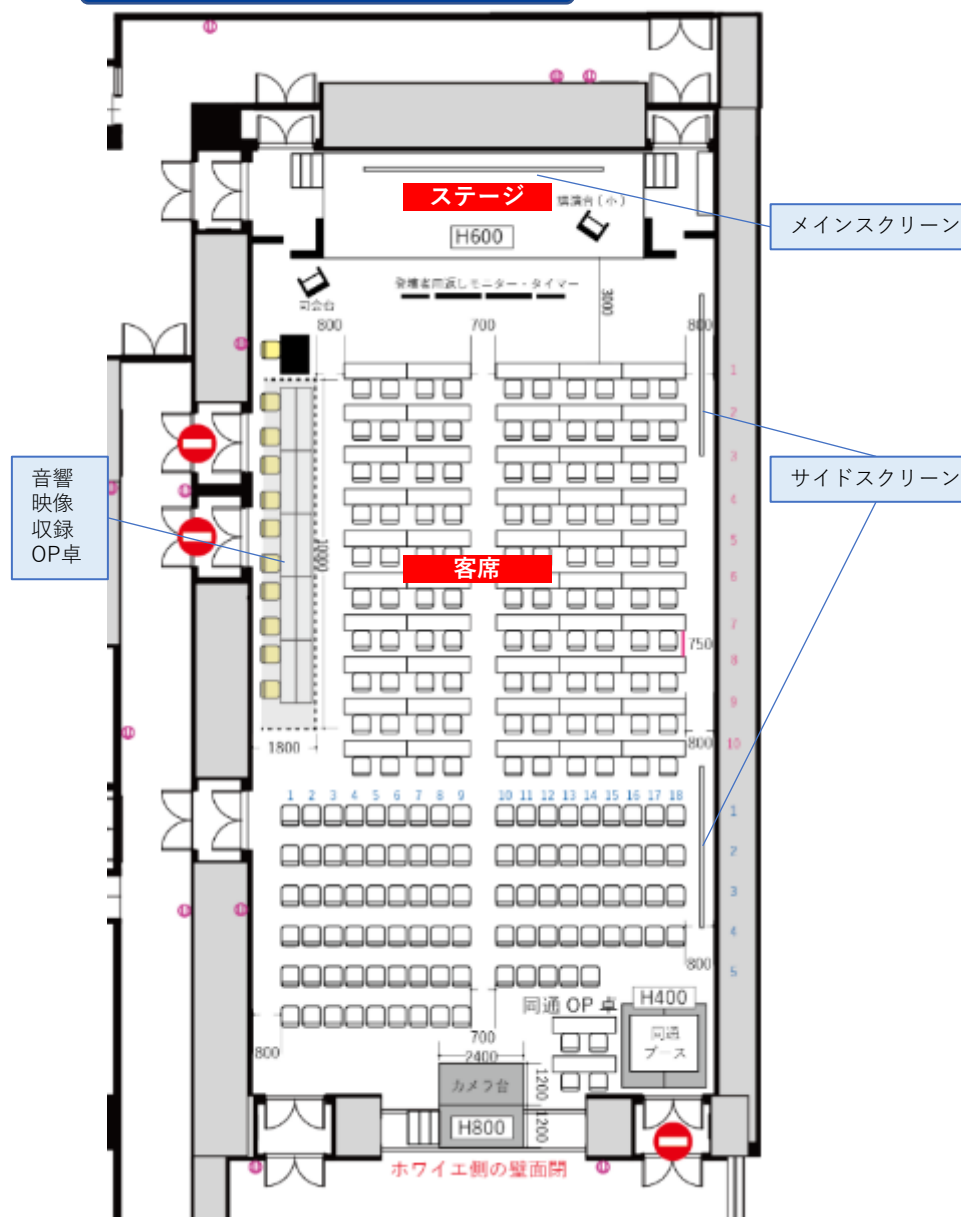 メインスクリーン
ステージ
講演台(小)
H600
登壇者用返しモニター・タイマー
司会台
3000
800
700
800
1
2
3
4
5
6
7
8
9
10
サイドスクリーン
音響
映像
収録
OP卓
1000
客席
750
1800
800
1 2 3 4 5 6 7 8 9
10 11 12 13 14 15 16 17 18
1
2
3
4
5
800
同通 OP 卓
H400
同通
ブース
800
700
2400
カメラ台
1200
H800
1200
ホワイエ側の壁面閉